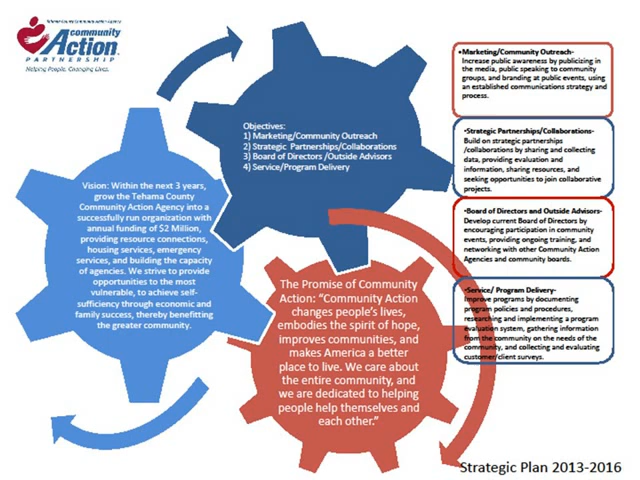 Tehama County Community Action Agency
community
Action
PARTNERSHIP
Helping People. Changing Lives.
Objectives:
1) Marketing/Community Outreach
2) Strategic Partnerships/Collaborations
3) Board of Directors /Outside Advisors
4) Service/Program Delivery
Vision: Within the next 3 years,
grow the Tehama County
Community Action Agency into a
successfully run organization with
annual funding of $2 Million,
providing resource connections,
housing services, emergency
services, and building the capacity
of agencies. We strive to provide
opportunities to the most
vulnerable, to achieve self-
sufficiency through economic and
family success, thereby benefitting
the greater community.
The Promise of Community
Action: “Community Action
changes people’s lives,
embodies the spirit of hope,
improves communities, and
makes America a better
place to live. We care about
the entire community, and
we are dedicated to helping
people help themselves and
each other.”
•Marketing/Community Outreach-
Increase public awareness by publicizing in
the media, public speaking to community
groups, and branding at public events, using
an established communications strategy and
process.
•Strategic Partnerships/Collaborations-
Build on strategic partnerships
/collaborations by sharing and collecting
data, providing evaluation and
information, sharing resources, and
seeking opportunities to join collaborative
projects.
•Board of Directors and Outside Advisors-
Develop current Board of Directors by
encouraging participation in community
events, providing ongoing training, and
networking with other Community Action
Agencies and community boards.
•Service/ Program Delivery-
Improve programs by documenting
program policies and procedures,
researching and implementing a program
evaluation system, gathering information
from the community on the needs of the
community, and collecting and evaluating
customer/client surveys.
Strategic Plan 2013-2016